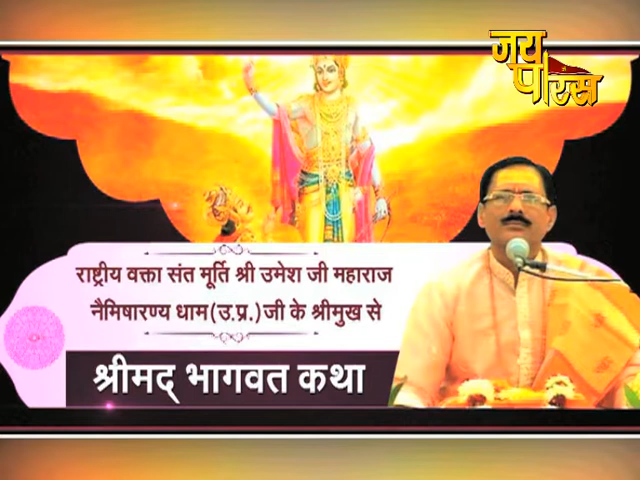 जय
पारस
राष्ट्रीय वक्ता संत मूर्ति श्री उमेश जी महाराज
नैमिषारण्य धाम(उ.प्र.)जी के श्रीमुख से
श्रीमद् भागवत कथा